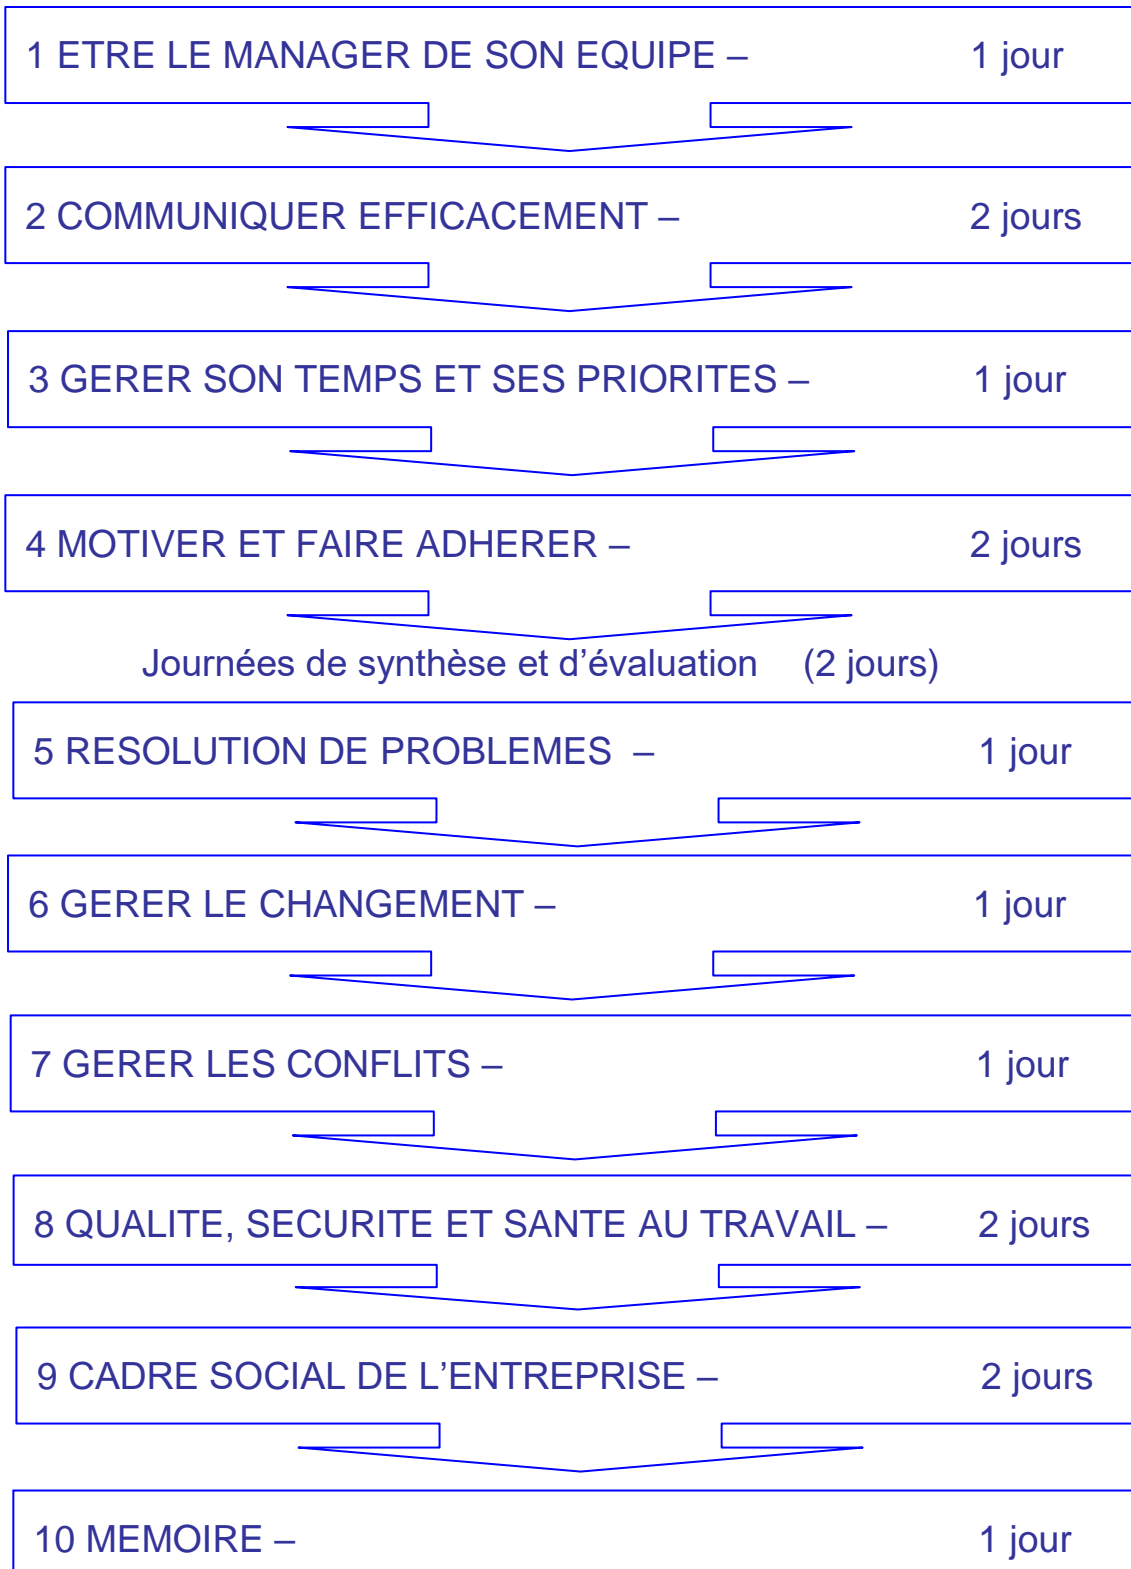 1 ETRE LE MANAGER DE SON EQUIPE – 1 jour
2 COMMUNIQUER EFFICACEMENT – 2 jours
3 GERER SON TEMPS ET SES PRIORITES – 1 jour
4 MOTIVER ET FAIRE ADHERER – 2 jours
Journées de synthèse et d’évaluation (2 jours)
5 RESOLUTION DE PROBLEMES – 1 jour
6 GERER LE CHANGEMENT – 1 jour
7 GERER LES CONFLITS – 1 jour
8 QUALITE, SECURITE ET SANTE AU TRAVAIL – 2 jours
9 CADRE SOCIAL DE L’ENTREPRISE – 2 jours
10 MEMOIRE – 1 jour